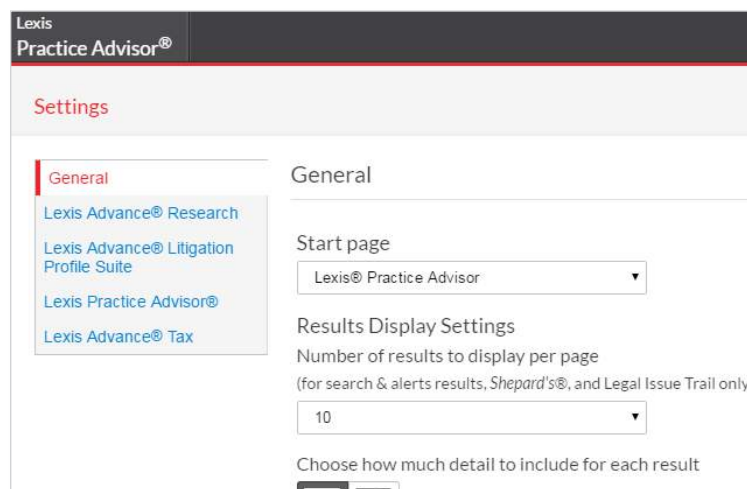 Lexis
Practice Advisor®
Settings
General
Lexis Advance® Research
Lexis Advance® Litigation
Profile Suite
Lexis Practice Advisor®
Lexis Advance® Tax
General
Start page
Lexis® Practice Advisor
Results Display Settings
Number of results to display per page
(for search & alerts results, Shepard's®, and Legal Issue Trail only
10
Choose how much detail to include for each result